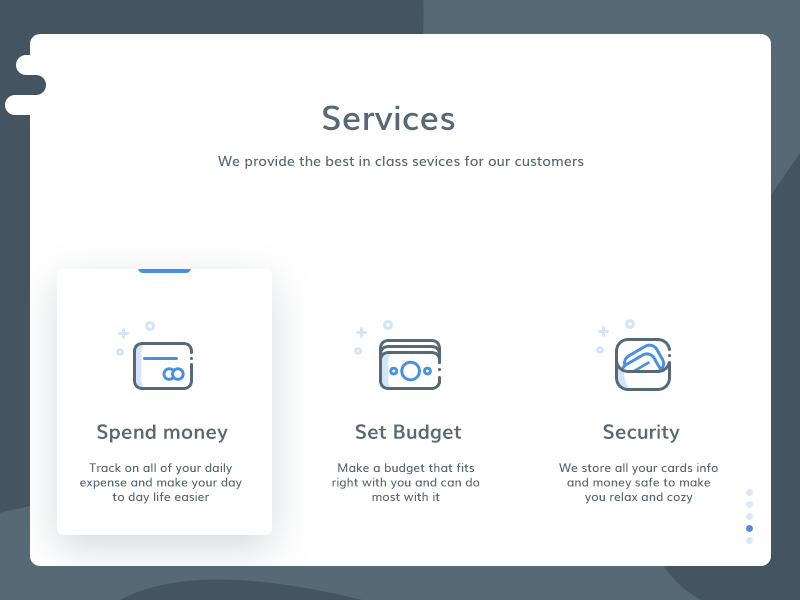 Services
We provide the best in class sevices for our customers
Spend money
Track on all of your daily
expense and make your day
to day life easier
Set Budget
Make a budget that fits
right with you and can do
most with it
Security
We store all your cards info
and money safe to make
you relax and cozy